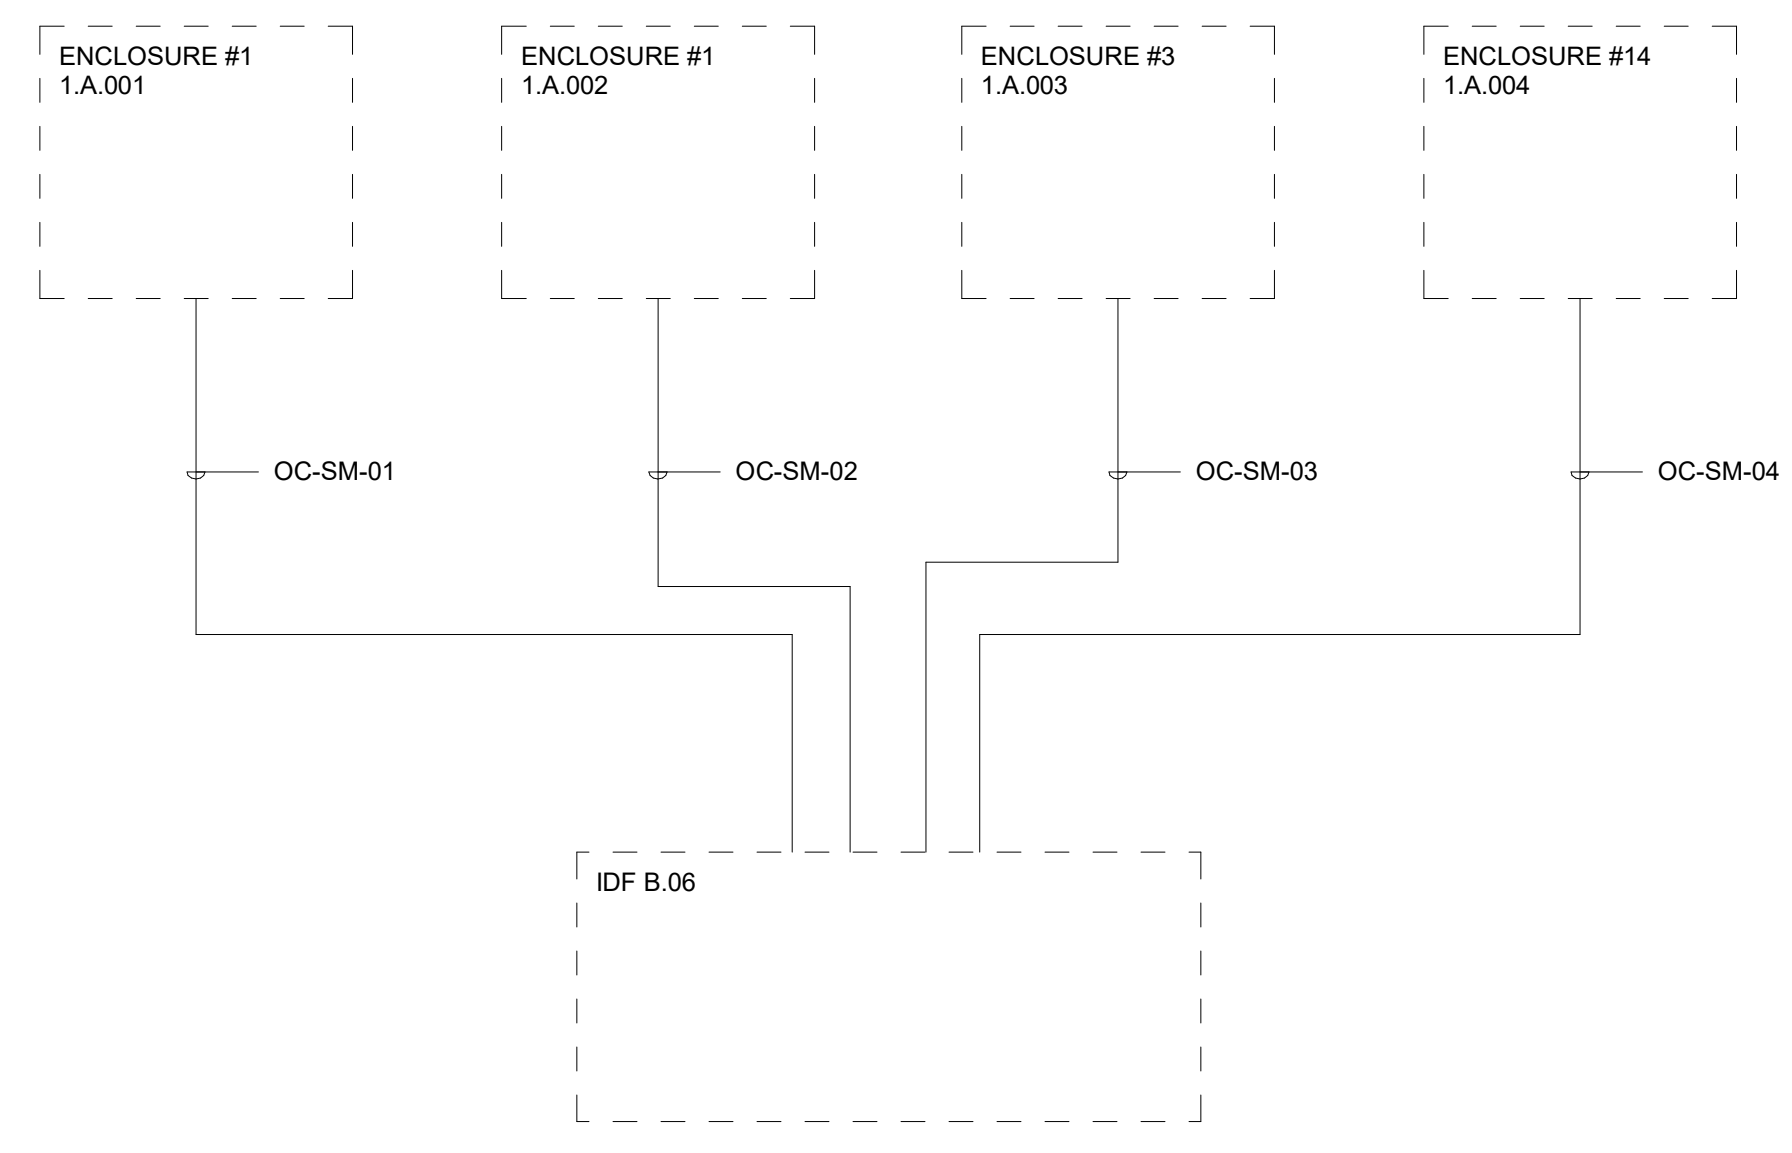 ENCLOSURE #1
1.A.001
ENCLOSURE #1
1.A.002
ENCLOSURE #3
1.A.003
ENCLOSURE #14
1.A.004
OC-SM-01
OC-SM-02
OC-SM-03
OC-SM-04
IDF B.06